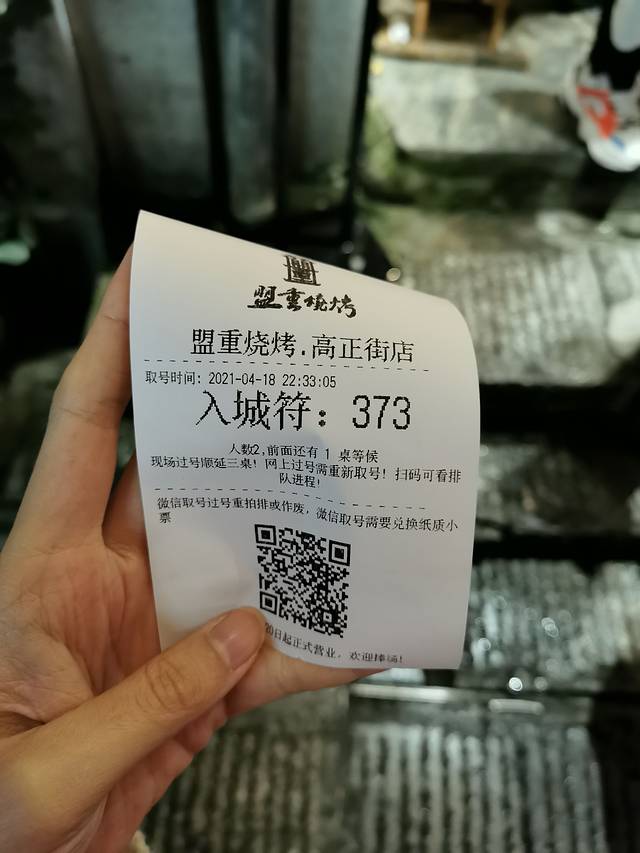 盟重燒烤
盟重烧烤.高正街店
取号时间: 2021-04-18 22:33:05
入城符: 373
人数2,前面还有 1 桌等候
现场过号顺延三桌! 网上过号需重新取号! 扫码可看排
队进程!
微信取号过号重拍排或作废, 微信取号需要兑换纸质小
票
20日起正式营业, 欢迎捧场!